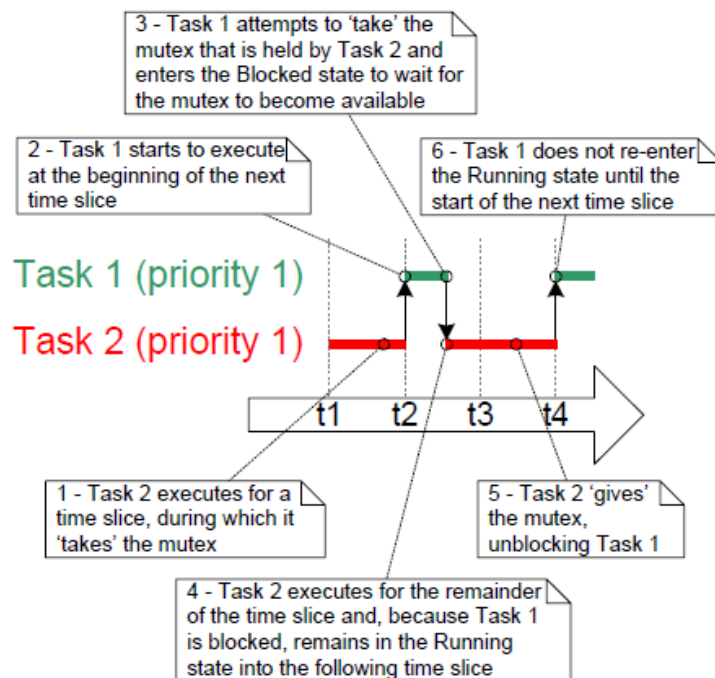 3 - Task 1 attempts to ‘take’ the
mutex that is held by Task 2 and
enters the Blocked state to wait for
the mutex to become available
2 - Task 1 starts to execute
at the beginning of the next
time slice
6 - Task 1 does not re-enter
the Running state until the
start of the next time slice
Task 1 (priority 1)
Task 2 (priority 1)
t1 t2 t3 t4
1 - Task 2 executes for a
time slice, during which it
‘takes’ the mutex
5 - Task 2 ‘gives’
the mutex,
unblocking Task 1
4 - Task 2 executes for the remainder
of the time slice and, because Task 1
is blocked, remains in the Running
state into the following time slice